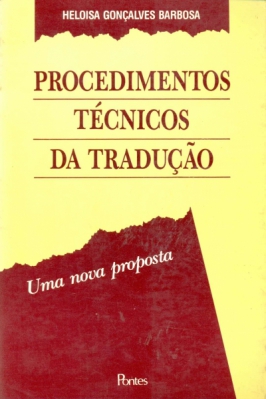 HELOISA GONÇALVES BARBOSA
PROCEDIMENTOS
TÉCNICOS
DA TRADUÇÃO
Uma nova proposta
Pontes